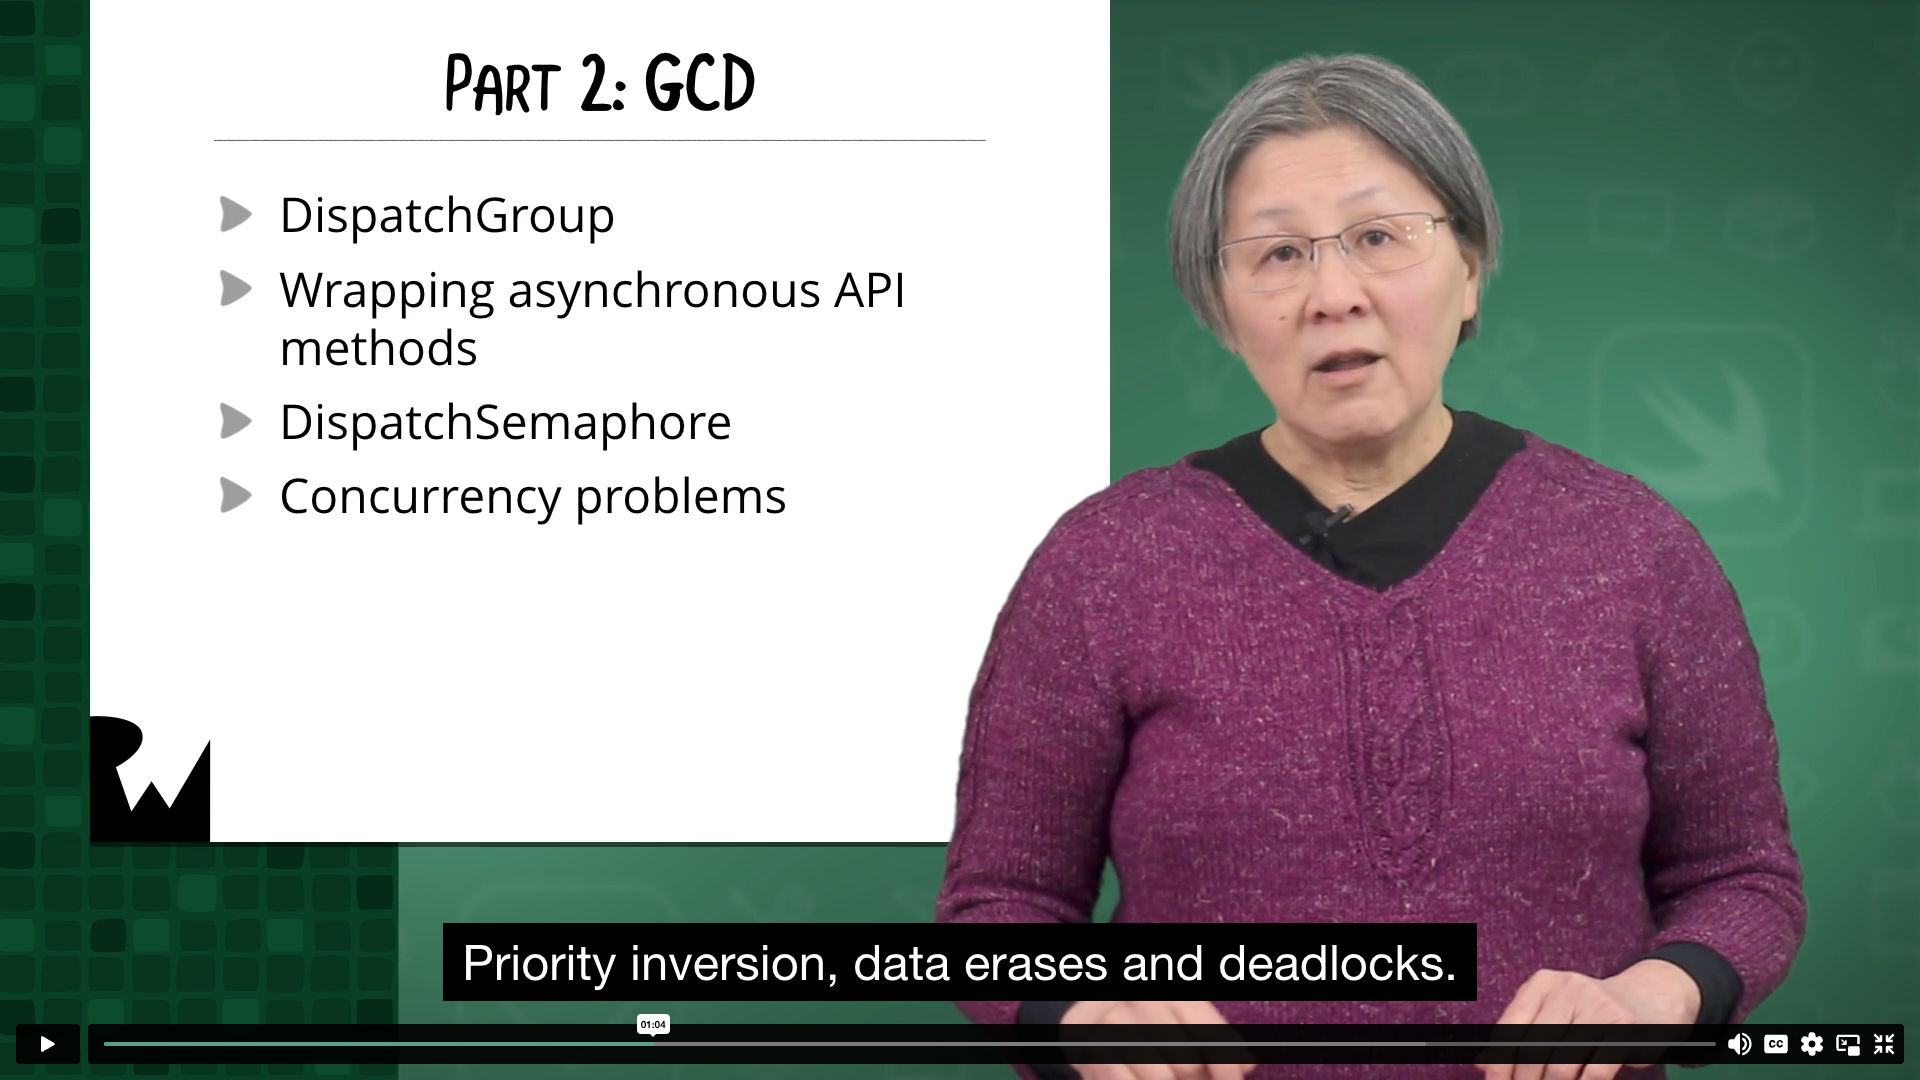 PART 2: GCD
DispatchGroup
Wrapping asynchronous API
methods
DispatchSemaphore
Concurrency problems
RW
Priority inversion, data erases and deadlocks.
01:04
CC